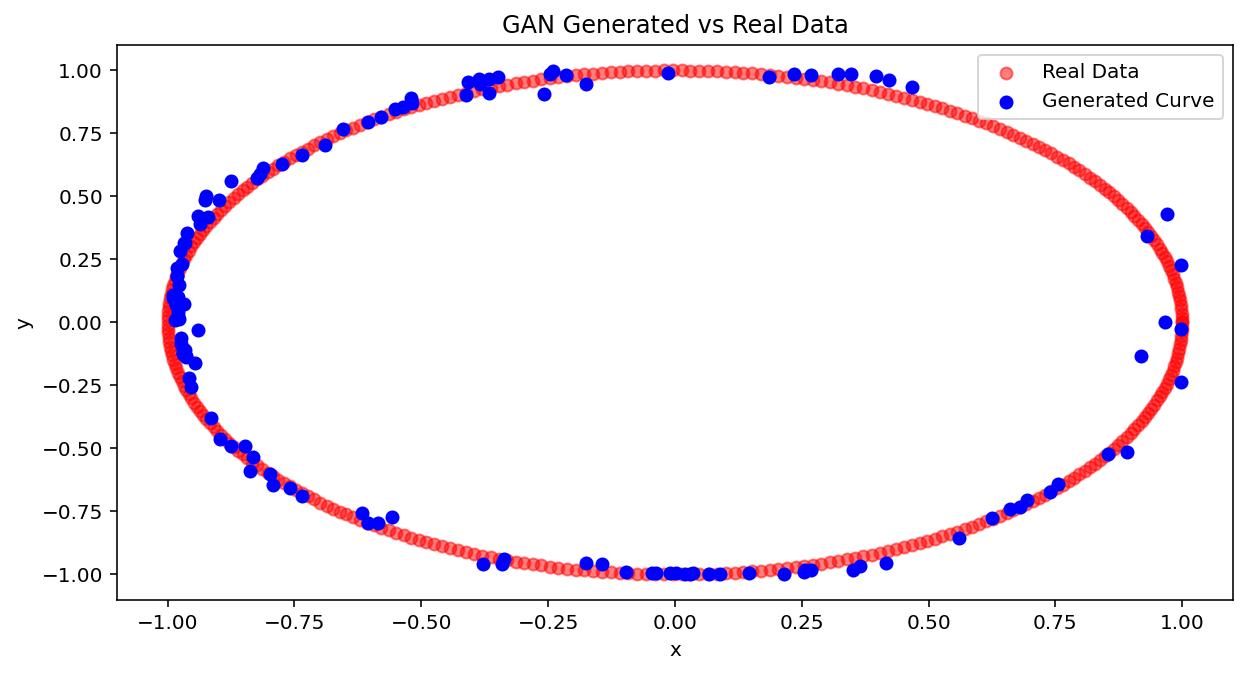 GAN Generated vs Real Data
Real Data
Generated Curve
1.00
0.75
0.50
0.25
0.00
−0.25
−0.50
−0.75
−1.00
y
−1.00 −0.75 −0.50 −0.25 0.00 0.25 0.50 0.75 1.00
x